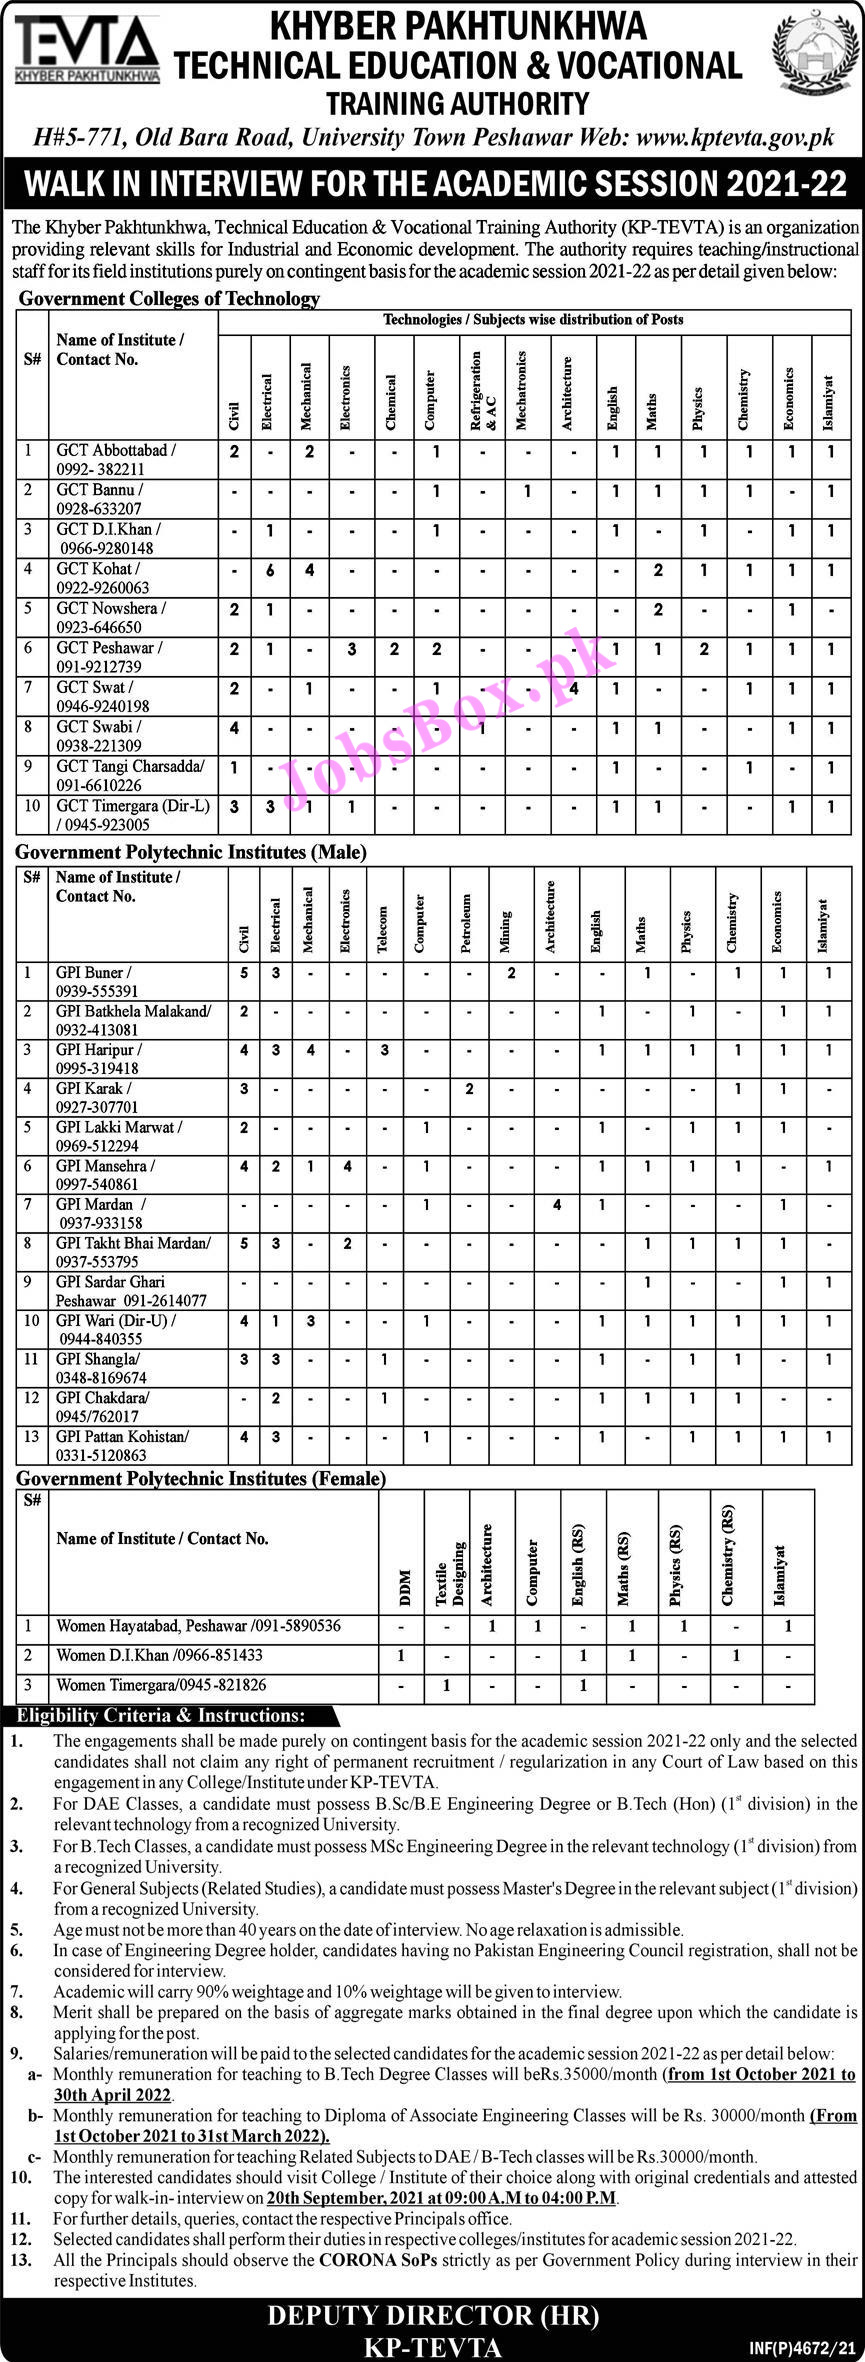 TEVTA
KHYBER PAKHTUNKHWA
KHYBER PAKHTUNKHWA
TECHNICAL EDUCATION & VOCATIONAL
TRAINING AUTHORITY
H#5-771, Old Bara Road, University Town Peshawar Web: www.kptevta.gov.pk
WALK IN INTERVIEW FOR THE ACADEMIC SESSION 2021-22
The Khyber Pakhtunkhwa, Technical Education & Vocational Training Authority (KP-TEVTA) is an organization
providing relevant skills for Industrial and Economic development. The authority requires teaching/instructional
staff for its field institutions purely on contingent basis for the academic session 2021-22 as per detail given below:
Government Colleges of Technology
S# Name of Institute / Contact No. Technologies / Subjects wise distribution of Posts
Civil Electrical Mechanical Electronics Chemical Computer Refrigeration & AC Mechatronics Architecture English Maths Physics Chemistry Economics Islamiyat
1 GCT Abbottabad / 0992- 382211 2 - 2 - - 1 - - - 1 1 1 1 1 1
2 GCT Bannu / 0928-633207 - - - - - 1 - 1 - 1 1 1 1 - 1
3 GCT D.I.Khan / 0966-9280148 - 1 - - - 1 - - - 1 - 1 - 1 1
4 GCT Kohat / 0922-9260063 - 6 4 - - - - - - - 2 1 1 1 1
5 GCT Nowshera / 0923-646650 2 1 - - - - - - - - 2 - - 1 -
6 GCT Peshawar / 091-9212739 2 1 - 3 2 2 - - - 1 1 2 1 1 1
7 GCT Swat / 0946-9240198 2 - 1 - - 1 - - 4 1 - - 1 1 1
8 GCT Swabi / 0938-221309 4 - - - - - 1 - - 1 1 - - 1 1
9 GCT Tangi Charsadda/ 091-6610226 1 - - - - - - - - 1 - - 1 - 1
10 GCT Timergara (Dir-L) / 0945-923005 3 3 1 1 - - - - - 1 1 - - 1 1
JobsBox.pk
Government Polytechnic Institutes (Male)
S# Name of Institute / Contact No. Civil Electrical Mechanical Electronics Telecom Computer Petroleum Mining Architecture English Maths Physics Chemistry Economics Islamiyat
1 GPI Buner / 0939-555391 5 3 - - - - - 2 - - 1 - 1 1 1
2 GPI Batkhela Malakand/ 0932-413081 2 - - - - - - - - 1 - 1 - 1 1
3 GPI Haripur / 0995-319418 4 3 4 - 3 - - - - 1 1 1 1 1 1
4 GPI Karak / 0927-307701 3 - - - - - 2 - - - - - 1 1 -
5 GPI Lakki Marwat / 0969-512294 2 - - - - 1 - - - 1 - 1 1 1 -
6 GPI Mansehra / 0997-540861 4 2 1 4 - 1 - - - 1 1 1 1 - 1
7 GPI Mardan / 0937-933158 - - - - - 1 - - 4 1 - - - 1 -
8 GPI Takht Bhai Mardan/ 0937-553795 5 3 - 2 - - - - - - 1 1 1 1 -
9 GPI Sardar Ghari Peshawar 091-2614077 - - - - - - - - - - 1 - - 1 1
10 GPI Wari (Dir-U) / 0944-840355 4 1 3 - - 1 - - - 1 1 1 1 1 1
11 GPI Shangla/ 0348-8169674 3 3 - - 1 - - - - 1 - 1 1 - 1
12 GPI Chakdara/ 0945/762017 - 2 - - 1 - - - - 1 1 1 1 - -
13 GPI Pattan Kohistan/ 0331-5120863 4 3 - - - 1 - - - 1 - 1 1 1 1
Government Polytechnic Institutes (Female)
S# Name of Institute / Contact No. DDM Textile Designing Architecture Computer English (RS) Maths (RS) Physics (RS) Chemistry (RS) Islamiyat
1 Women Hayatabad, Peshawar /091-5890536 - - 1 1 - 1 1 - 1
2 Women D.I.Khan /0966-851433 1 - - - 1 1 - 1 -
3 Women Timergara/0945-821826 - 1 - - 1 - - - -
Eligibility Criteria & Instructions:
1. The engagements shall be made purely on contingent basis for the academic session 2021-22 only and the selected
candidates shall not claim any right of permanent recruitment / regularization in any Court of Law based on this
engagement in any College/Institute under KP-TEVTA.
2. For DAE Classes, a candidate must possess B.Sc/B.E Engineering Degree or B.Tech (Hon) (1st division) in the
relevant technology from a recognized University.
3. For B.Tech Classes, a candidate must possess MSc Engineering Degree in the relevant technology (1st division) from
a recognized University.
4. For General Subjects (Related Studies), a candidate must possess Master's Degree in the relevant subject (1st division)
from a recognized University.
5. Age must not be more than 40 years on the date of interview. No age relaxation is admissible.
6. In case of Engineering Degree holder, candidates having no Pakistan Engineering Council registration, shall not be
considered for interview.
7. Academic will carry 90% weightage and 10% weightage will be given to interview.
8. Merit shall be prepared on the basis of aggregate marks obtained in the final degree upon which the candidate is
applying for the post.
9. Salaries/remuneration will be paid to the selected candidates for the academic session 2021-22 as per detail below:
a- Monthly remuneration for teaching to B.Tech Degree Classes will beRs.35000/month (from 1st October 2021 to
30th April 2022.
b- Monthly remuneration for teaching to Diploma of Associate Engineering Classes will be Rs. 30000/month (From
1st October 2021 to 31st March 2022).
c- Monthly remuneration for teaching Related Subjects to DAE / B-Tech classes will be Rs.30000/month.
10. The interested candidates should visit College / Institute of their choice along with original credentials and attested
copy for walk-in- interview on 20th September, 2021 at 09:00 A.M to 04:00 P.M.
11. For further details, queries, contact the respective Principals office.
12. Selected candidates shall perform their duties in respective colleges/institutes for academic session 2021-22.
13. All the Principals should observe the CORONA SoPs strictly as per Government Policy during interview in their
respective Institutes.
DEPUTY DIRECTOR (HR)
KP-TEVTA
INF(P)4672/21